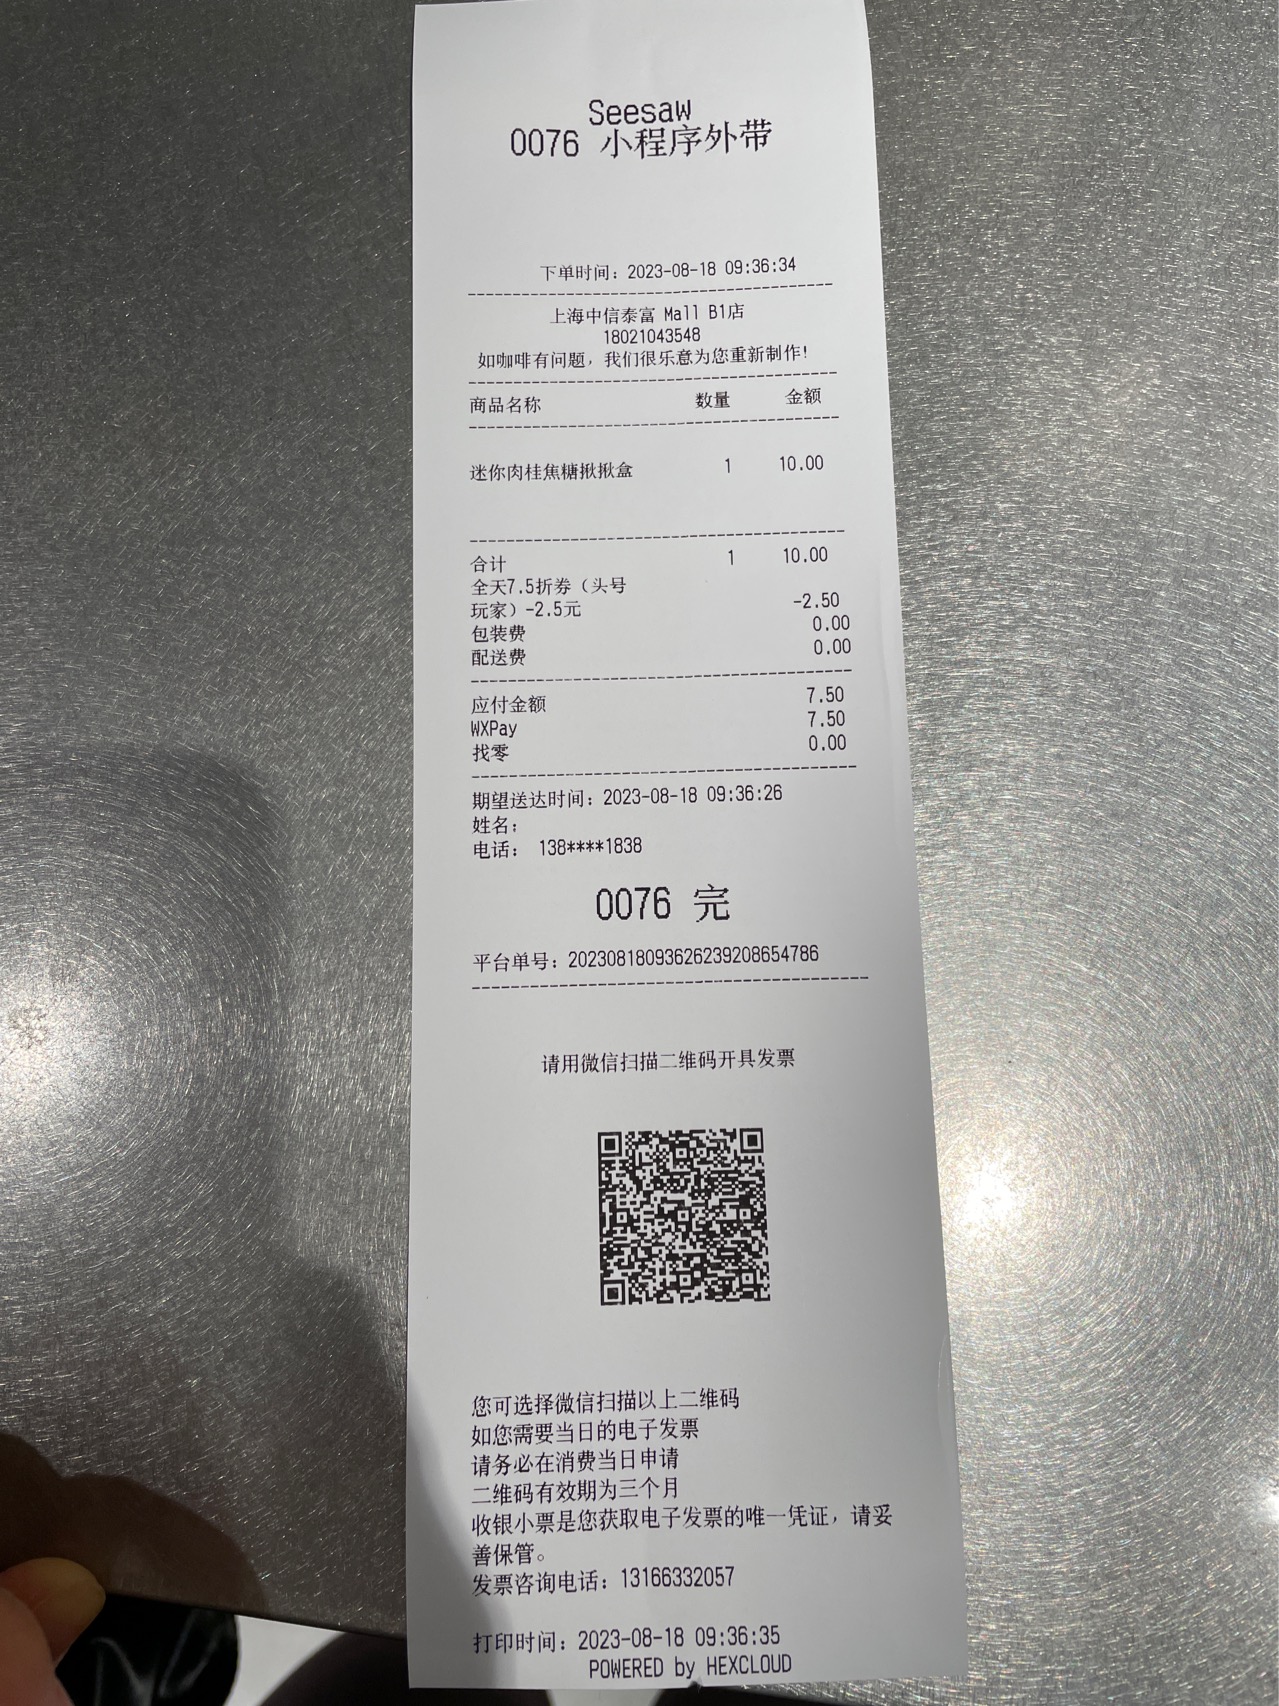 Seesaw
0076 小程序外带
下单时间：2023-08-18 09:36:34
上海中信泰富 Mall B1店
18021043548
如咖啡有问题，我们很乐意为您重新制作！
商品名称 数量 金额
迷你肉桂焦糖揪揪盒 1 10.00
合计 1 10.00
全天7.5折券（头号
玩家）-2.5元 -2.50
包装费 0.00
配送费 0.00
应付金额 7.50
WXPay 7.50
找零 0.00
期望送达时间：2023-08-18 09:36:26
姓名：
电话： 138****1838
0076 完
平台单号：20230818093626239208654786
请用微信扫描二维码开具发票
您可选择微信扫描以上二维码
如您需要当日的电子发票
请务必在消费当日申请
二维码有效期为三个月
收银小票是您获取电子发票的唯一凭证，请妥
善保管。
发票咨询电话：13166332057
打印时间：2023-08-18 09:36:35
POWERED by HEXCLOUD